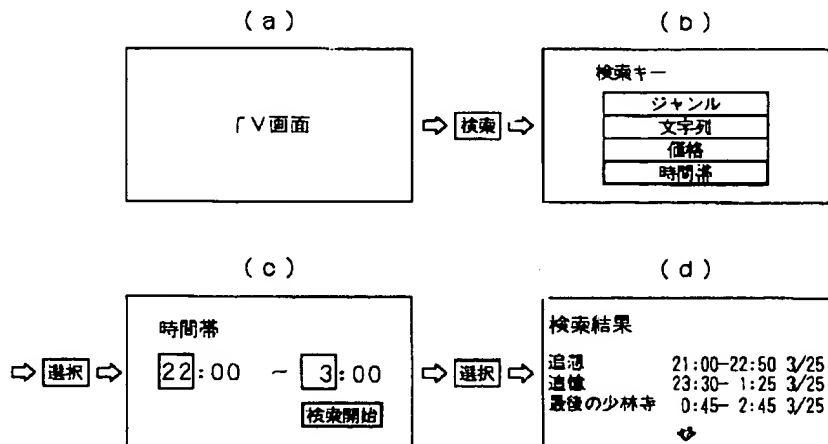 (a)
TV画面
検索
(b)
検索キー
ジャンル
文字列
価格
時間帯
選択
(c)
時間帯
22:00 ~ 3:00
検索開始
選択
(d)
検索結果
追想 21:00-22:50 3/25
追憶 23:30- 1:25 3/25
最後の少林寺 0:45- 2:45 3/25